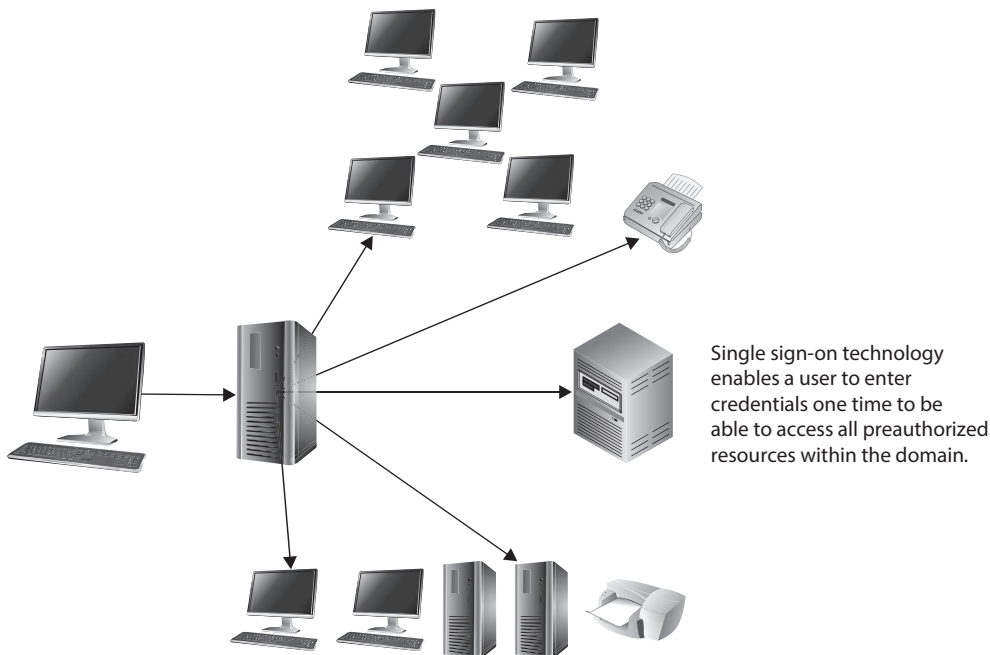 Single sign-on technology
enables a user to enter
credentials one time to be
able to access all preauthorized
resources within the domain.